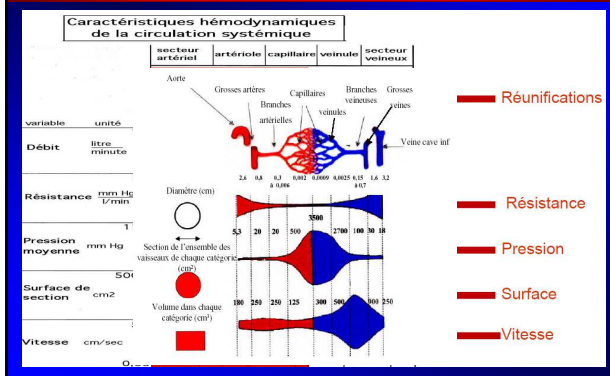 Caractéristiques hémodynamiques
de la circulation systémique
secteur
artériel
artériole
capillaire
veinule
secteur
veineux
Aorte
Grosses artères
Branches
artérielles
Capillaires
veinules
Branches
veineuses
Grosses
veines
Veine cave inf
Réunifications
variable unité
Débit litre
minute
2,6 0,8 0,3 0,002 0,0009 0,0025 0,15 1,6 3,2
à 0,006 à 0,7
Diamètre (cm)
Résistance mm Hg
l/min
Résistance
3500
5,3 20 20 500 2700 100 30 18
Section de l'ensemble des
vaisseaux de chaque catégorie
(cm²)
1
Pression
moyenne mm Hg
Pression
500
Surface de
section cm2
Surface
Volume dans chaque
catégorie (cm³)
180 250 250 125 300 500 900 250
Vitesse cm/sec
Vitesse